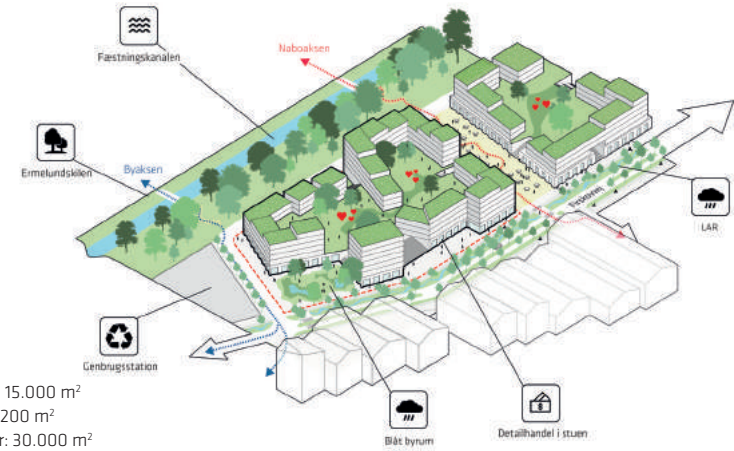 Fæstningskanalen
Naboaksen
Ermelundskilen
Byaksen
LAR
Genbrugsstation
15.000 m²
200 m²
r: 30.000 m²
Blåt byrum
Detailhandel i stuen